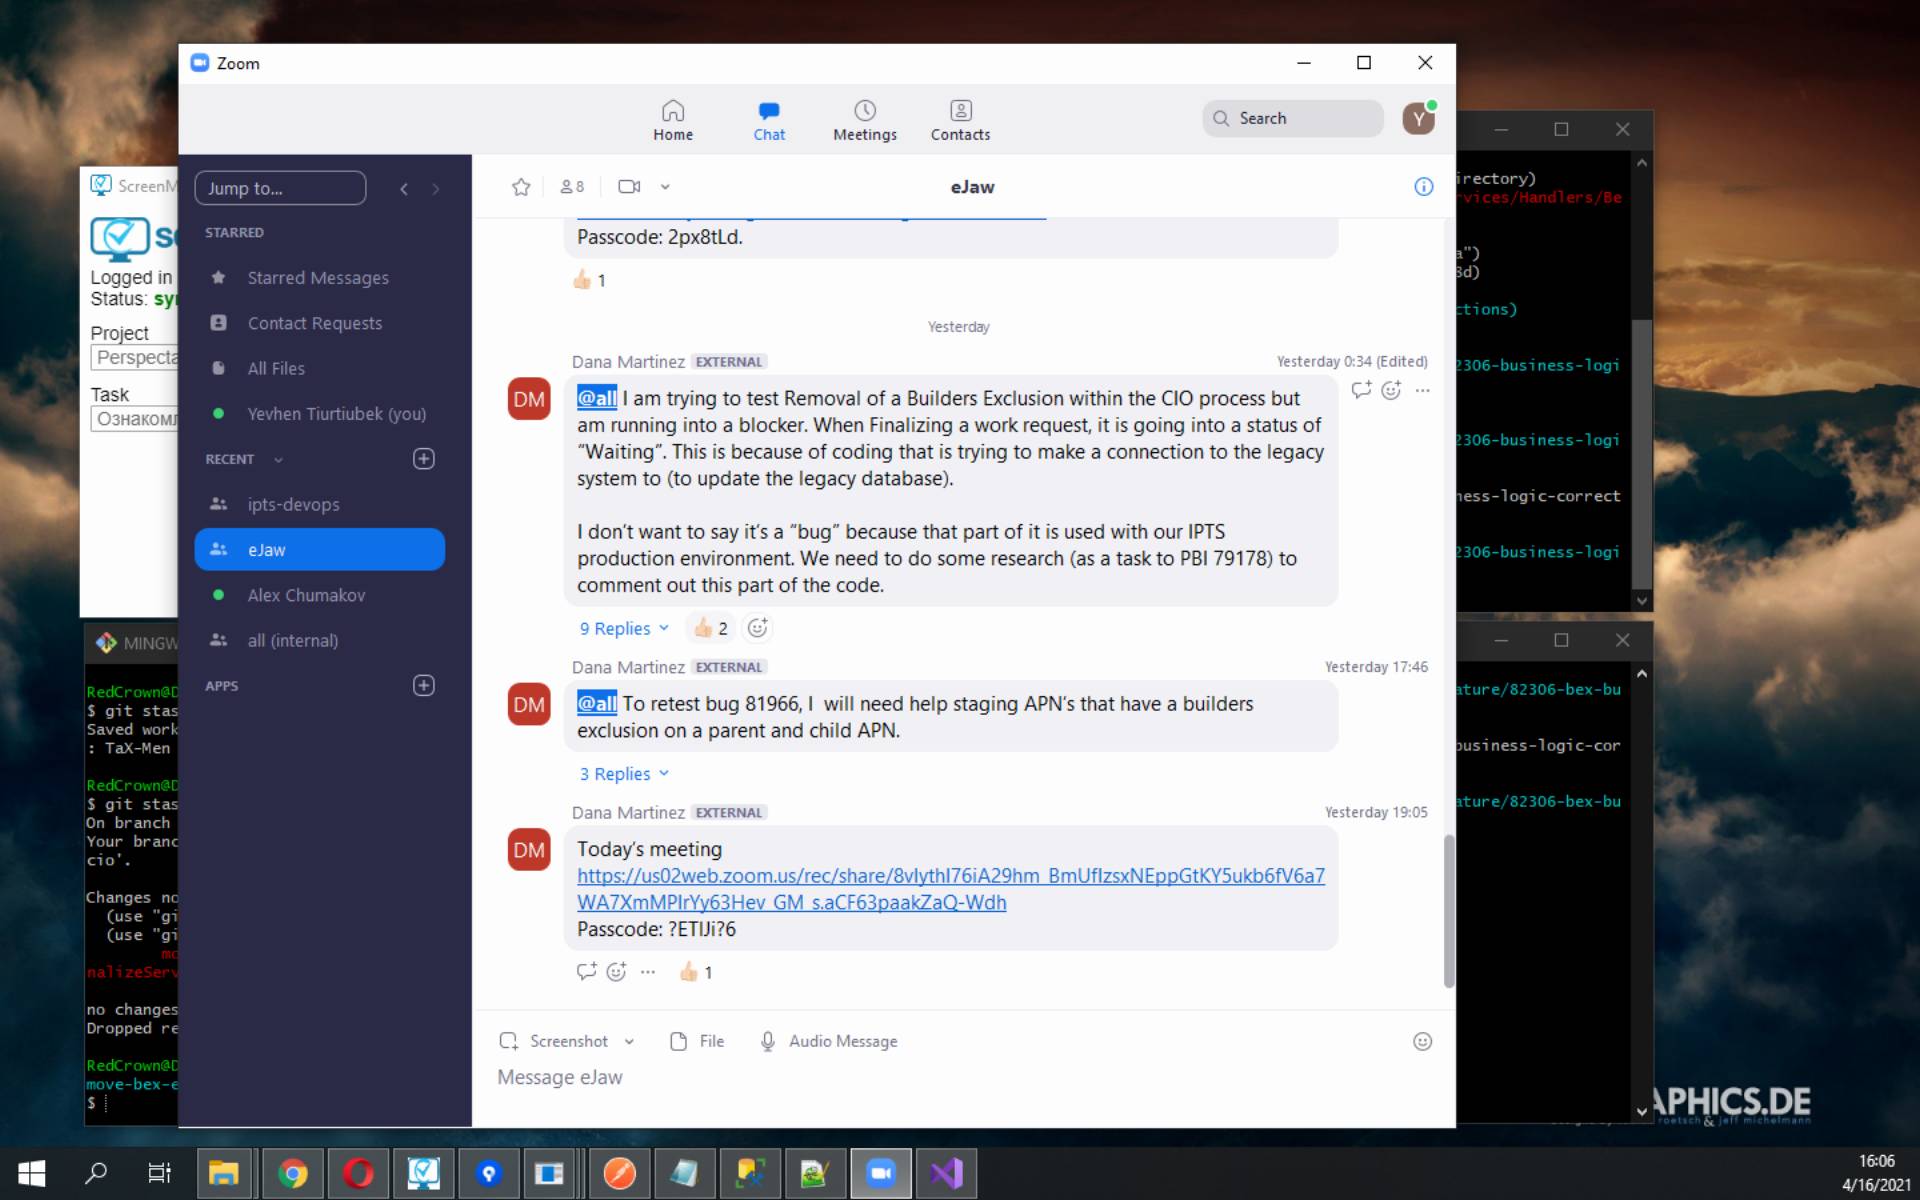 Zoom
Home
Chat
Meetings
Contacts
Search
Y
Jump to...
STARRED
Starred Messages
Contact Requests
All Files
Yevhen Tiurtiubek (you)
RECENT
ipts-devops
eJaw
Alex Chumakov
all (internal)
APPS
8
eJaw
Passcode: 2px8tLd.
1
Yesterday
Dana Martinez EXTERNAL
Yesterday 0:34 (Edited)
DM
@all I am trying to test Removal of a Builders Exclusion within the CIO process but
am running into a blocker. When Finalizing a work request, it is going into a status of
“Waiting”. This is because of coding that is trying to make a connection to the legacy
system to (to update the legacy database).
I don’t want to say it’s a “bug” because that part of it is used with our IPTS
production environment. We need to do some research (as a task to PBI 79178) to
comment out this part of the code.
9 Replies
2
Dana Martinez EXTERNAL
Yesterday 17:46
DM
@all To retest bug 81966, I will need help staging APN’s that have a builders
exclusion on a parent and child APN.
3 Replies
Dana Martinez EXTERNAL
Yesterday 19:05
DM
Today’s meeting
Passcode: ?ETIJi?6
1
Screenshot
File
Audio Message
Message eJaw
ScreenM
Logged in
Status: syn
Project
Perspecta
Task
Ознакомл
MINGW
RedCrown@D
$ git stas
Saved work
: TaX-Men
RedCrown@D
$ git stas
On branch
Your branc
cio'.
Changes no
(use "gi
(use "gi
mo
nalizeServ
no changes
Dropped re
RedCrown@D
move-bex-e
$
irectory)
rvices/Handlers/Be
a")
8d)
ctions)
2306-business-logi
2306-business-logi
ness-logic-correct
2306-business-logi
ature/82306-bex-bu
business-logic-cor
ature/82306-bex-bu
APHICS.DE
roetsch & jeff michelmann
16:06
4/16/2021